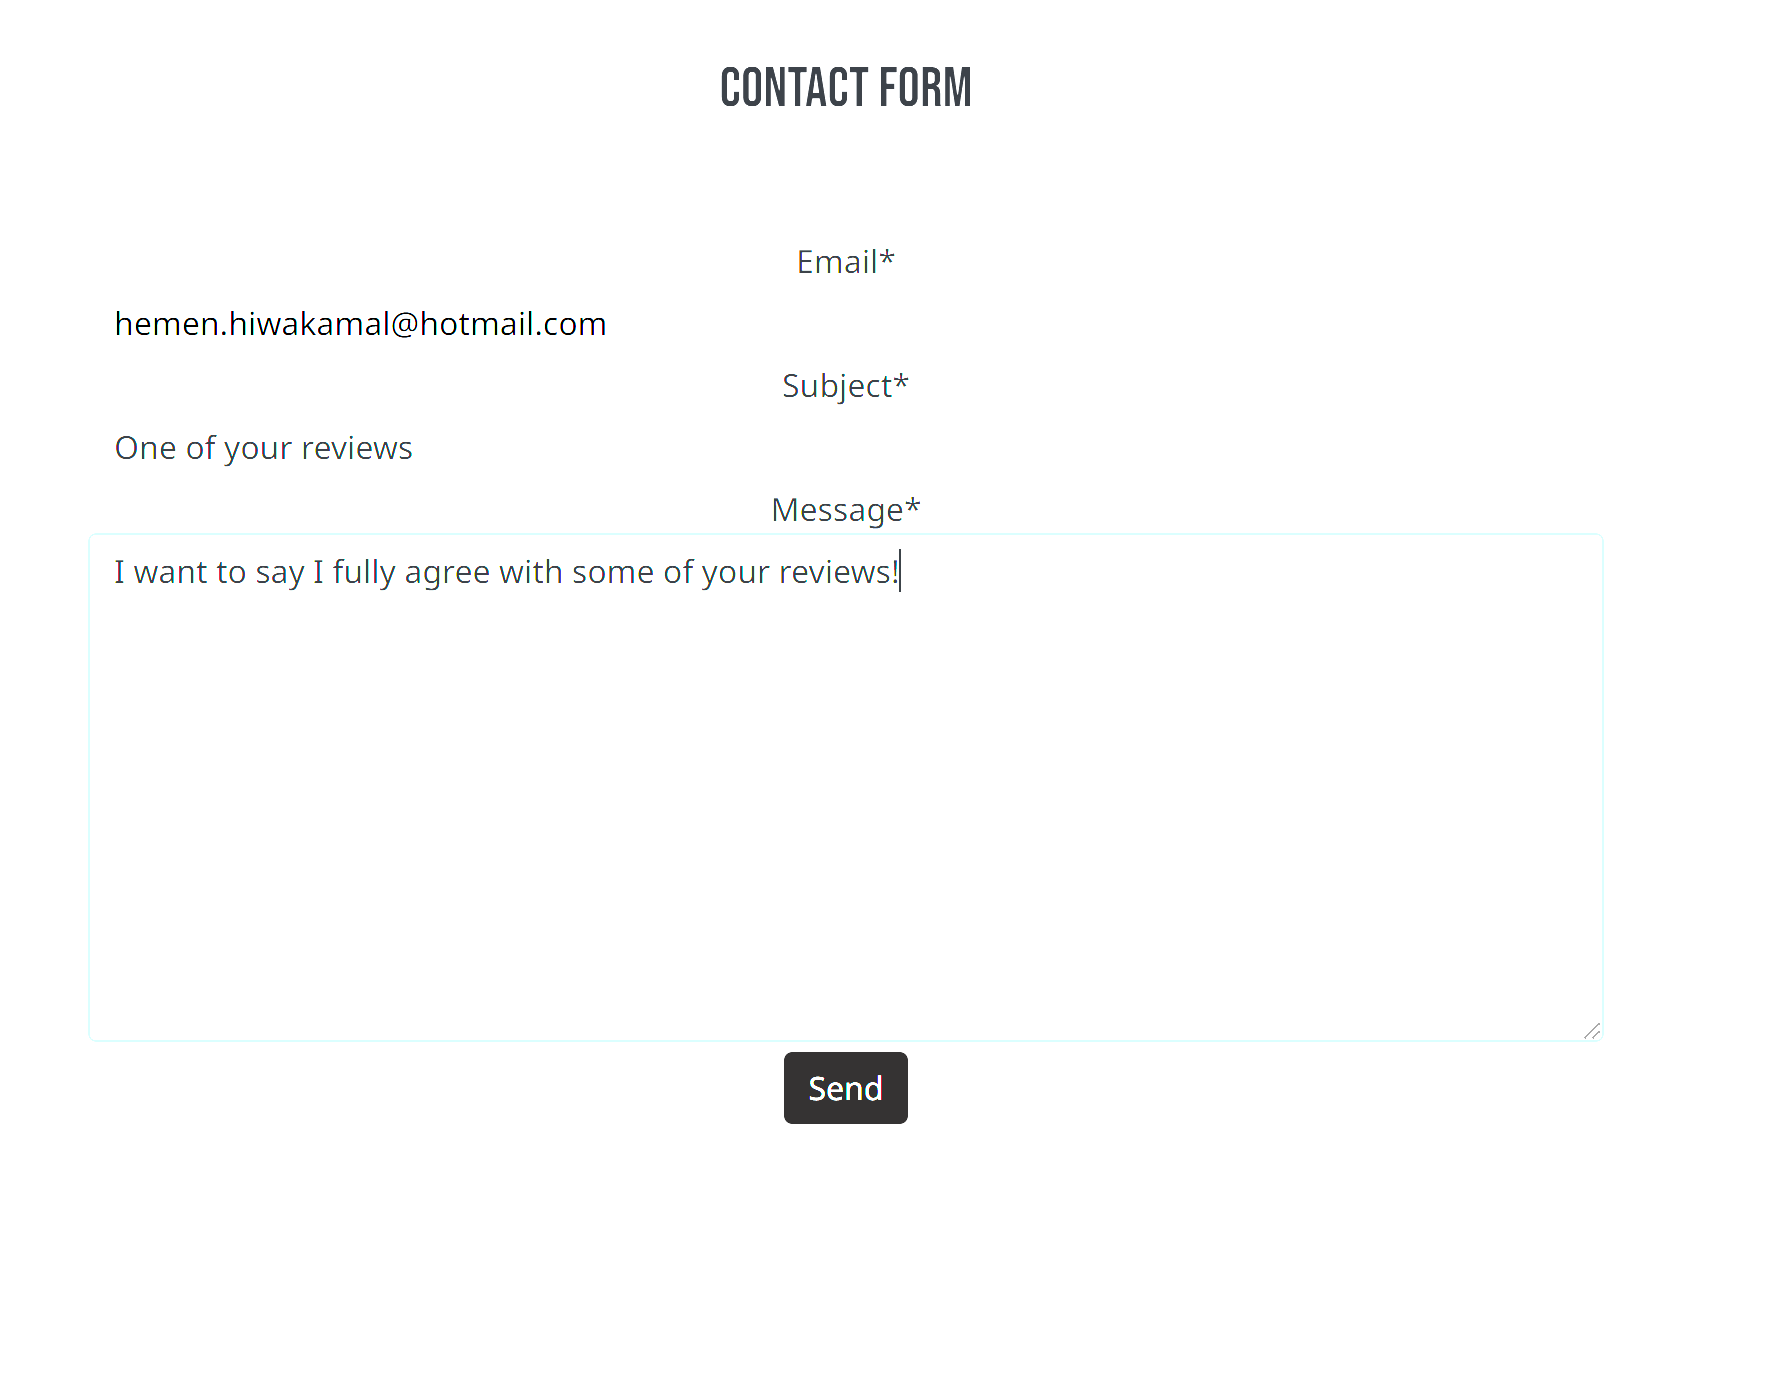 CONTACT FORM
Email*
hemen.hiwakamal@hotmail.com
Subject*
One of your reviews
Message*
I want to say I fully agree with some of your reviews!
Send